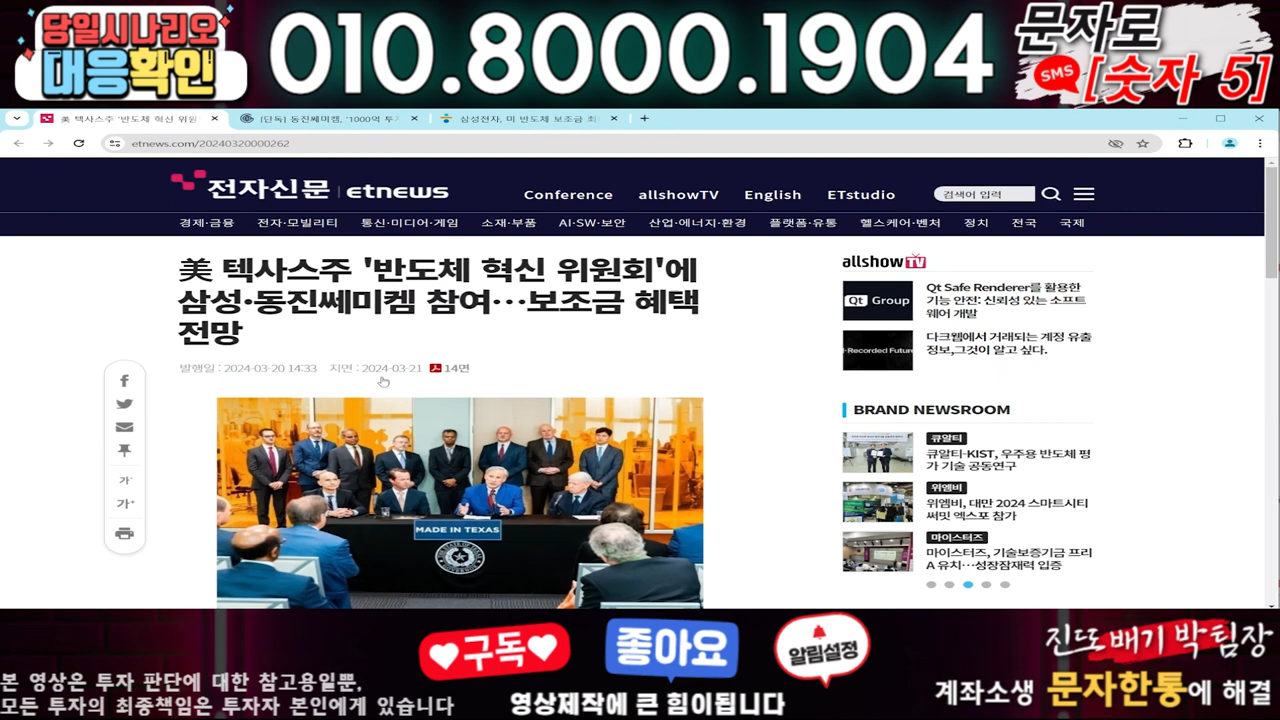 당일시나리오
대응확인
010.8000.1904
문자로
SMS
[숫자 5]
美 텍사스주 '반도체 혁신 위원
[단독] 동진쎄미켐, '1000억 투
삼성전자, 미 반도체 보조금 최
etnews.com/20240320000262
전자신문 etnews
Conference allshowTV English ETstudio
검색어 입력
경제·금융 전자·모빌리티 통신·미디어·게임 소재·부품 AI·SW·보안 산업·에너지·환경 플랫폼·유통 헬스케어·벤처 정치 전국 국제
美 텍사스주 '반도체 혁신 위원회'에
삼성·동진쎄미켐 참여…보조금 혜택
전망
발행일 : 2024-03-20 14:33 지면 : 2024-03-21 14면
가-
가+
MADE IN TEXAS
allshowTV
Qt Group
Qt Safe Renderer를 활용한
기능 안전: 신뢰성 있는 소프트
웨어 개발
Recorded Future
다크웹에서 거래되는 계정 유출
정보,그것이 알고 싶다.
BRAND NEWSROOM
큐알티
큐알티-KIST, 우주용 반도체 평
가 기술 공동연구
위엠비
위엠비, 대만 2024 스마트시티
써밋 엑스포 참가
마이스터즈
마이스터즈, 기술보증기금 프리
A 유치…성장잠재력 입증
본 영상은 투자 판단에 대한 참고용일뿐,
모든 투자의 최종책임은 투자자 본인에게 있습니다
구독
좋아요
알림설정
영상제작에 큰 힘이됩니다
진또배기 박팀장
계좌소생 문자한통에 해결